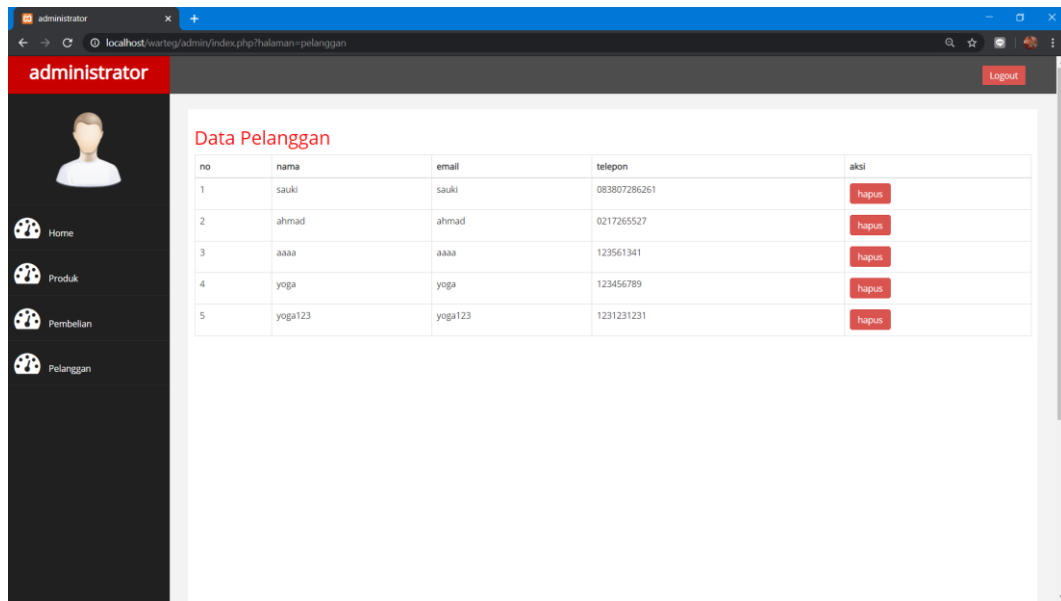 administrator
localhost/warteg/admin/index.php?halaman=pelanggan
administrator
Logout
Home
Produk
Pembelian
Pelanggan
Data Pelanggan
no nama email telepon aksi
1 sauki sauki 083807286261 hapus
2 ahmad ahmad 0217265527 hapus
3 aaaa aaaa 123561341 hapus
4 yoga yoga 123456789 hapus
5 yoga123 yoga123 1231231231 hapus